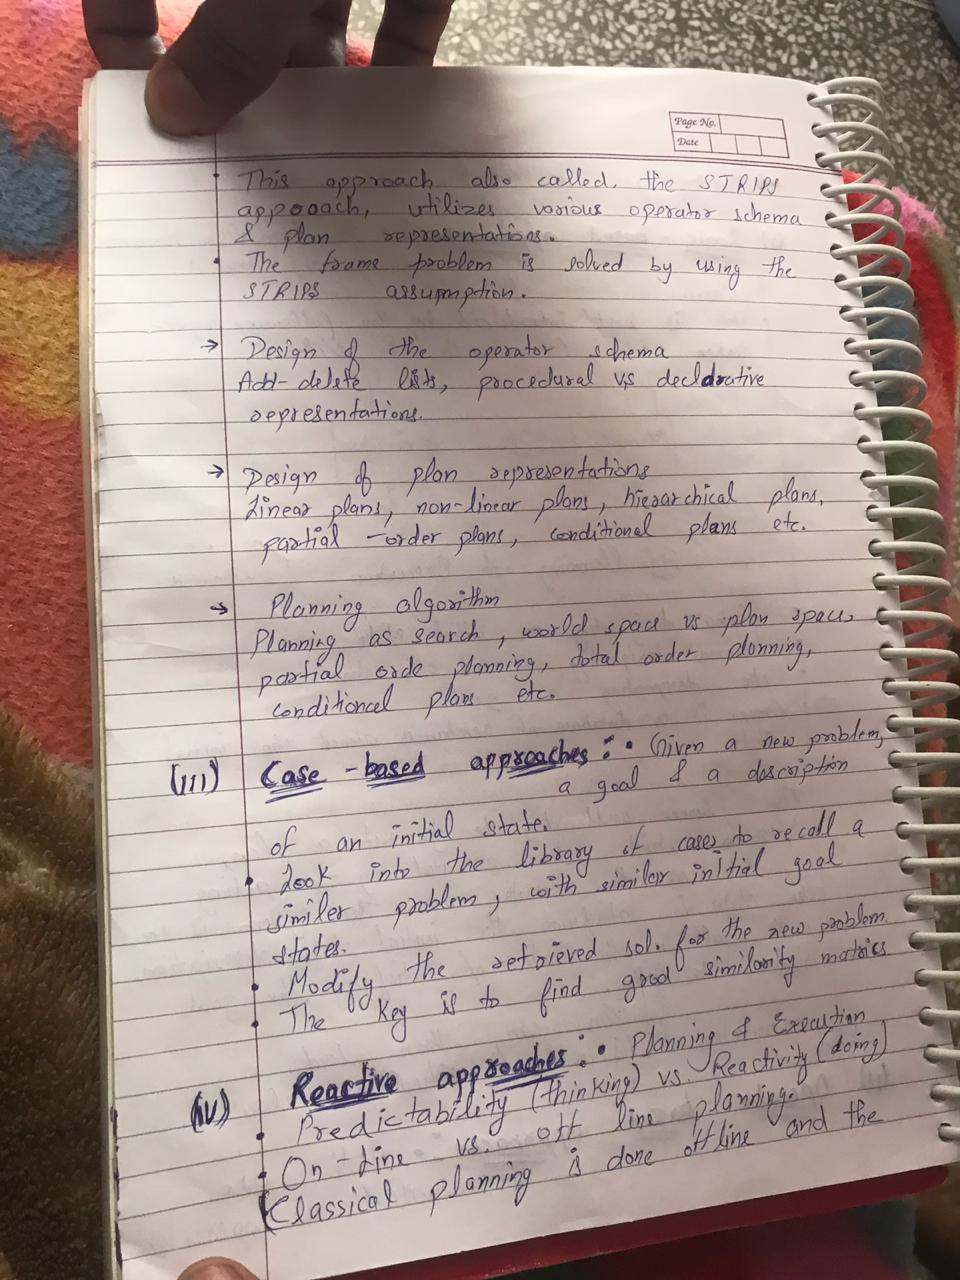 Page No.
Date
• This approach also called, the STRIPS
appooach, utilizes various operator schema
& plan representations.
• The frame problem is solved by using the
STRIPS assumption.
→ Design of the operator schema
Add-delete lists, procedural vs declarative
representations.
→ Design of plan representations
Linear plans, non-linear plans, hierarchical plans,
partial -order plans, conditional plans etc.
→ Planning algorithm
Planning as search, world space vs plan space,
partial orde planning, total order planning,
conditional plans etc.
(iii) Case-based approaches :- • Given a new problem,
a goal & a description
of an initial state.
• Look into the library of cases to recall a
similer problem, with similar initial goal
states.
• Modify the retrieved sol. for the new problem.
• The key is to find good similarity matrics
(iv) Reactive approaches :- • Planning & Execution
• Predictability (thinking) vs. Reactivity (doing)
• On-Line vs. off line planning.
Classical planning is done offline and the